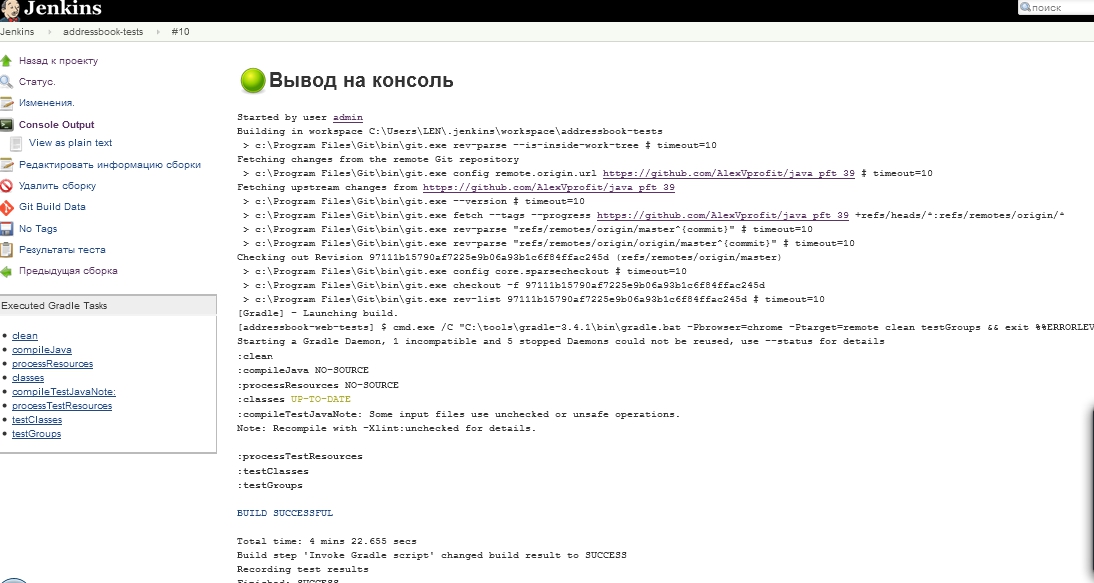 Jenkins
поиск
Jenkins addressbook-tests #10
Назад к проекту
Статус.
Изменения.
Console Output
View as plain text
Редактировать информацию сборки
Удалить сборку
Git Build Data
No Tags
Результаты теста
Предыдущая сборка
Executed Gradle Tasks
clean
compileJava
processResources
classes
compileTestJavaNote:
processTestResources
testClasses
testGroups
Вывод на консоль
Started by user admin
Building in workspace C:\Users\LEN\.jenkins\workspace\addressbook-tests
> c:\Program Files\Git\bin\git.exe rev-parse --is-inside-work-tree # timeout=10
Fetching changes from the remote Git repository
> c:\Program Files\Git\bin\git.exe config remote.origin.url https://github.com/AlexVprofit/java_pft_39 # timeout=10
Fetching upstream changes from https://github.com/AlexVprofit/java_pft_39
> c:\Program Files\Git\bin\git.exe --version # timeout=10
> c:\Program Files\Git\bin\git.exe fetch --tags --progress https://github.com/AlexVprofit/java_pft_39 +refs/heads/*:refs/remotes/origin/*
> c:\Program Files\Git\bin\git.exe rev-parse "refs/remotes/origin/master^{commit}" # timeout=10
> c:\Program Files\Git\bin\git.exe rev-parse "refs/remotes/origin/origin/master^{commit}" # timeout=10
Checking out Revision 97111b15790af7225e9b06a93b1c6f84ffac245d (refs/remotes/origin/master)
> c:\Program Files\Git\bin\git.exe config core.sparsecheckout # timeout=10
> c:\Program Files\Git\bin\git.exe checkout -f 97111b15790af7225e9b06a93b1c6f84ffac245d
> c:\Program Files\Git\bin\git.exe rev-list 97111b15790af7225e9b06a93b1c6f84ffac245d # timeout=10
[Gradle] - Launching build.
[addressbook-web-tests] $ cmd.exe /C "C:\tools\gradle-3.4.1\bin\gradle.bat -Pbrowser=chrome -Ptarget=remote clean testGroups && exit %%ERRORLEV
Starting a Gradle Daemon, 1 incompatible and 5 stopped Daemons could not be reused, use --status for details
:clean
:compileJava NO-SOURCE
:processResources NO-SOURCE
:classes UP-TO-DATE
:compileTestJavaNote: Some input files use unchecked or unsafe operations.
Note: Recompile with -Xlint:unchecked for details.
:processTestResources
:testClasses
:testGroups
BUILD SUCCESSFUL
Total time: 4 mins 22.655 secs
Build step 'Invoke Gradle script' changed build result to SUCCESS
Recording test results
Finished: SUCCESS